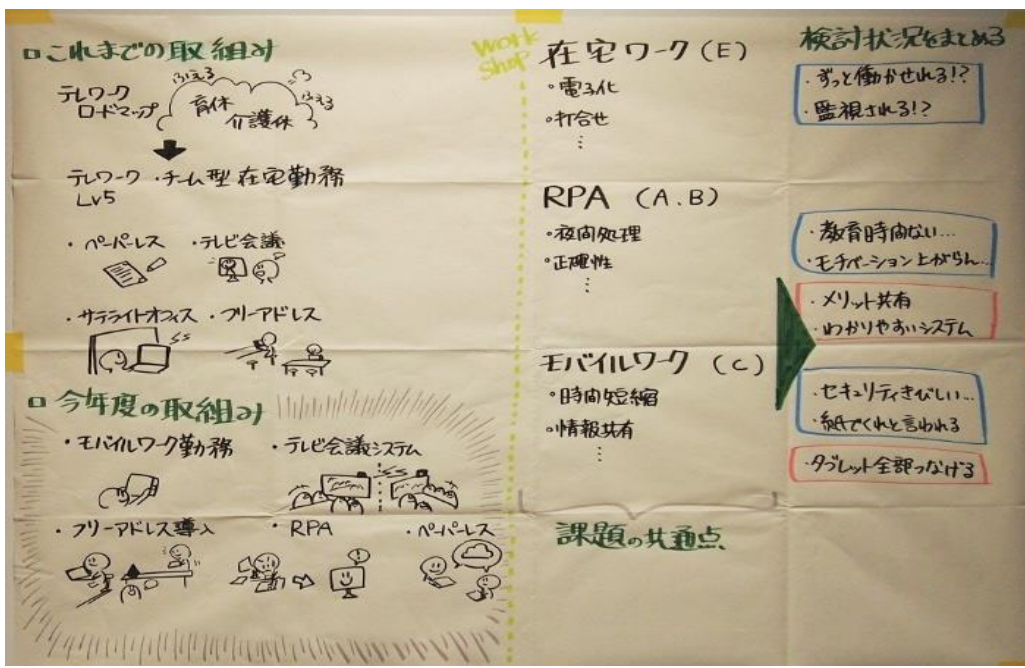 これまでの取組み
テレワーク
ロードマップ
ふえる
育休
介護休
ふえる
テレワーク
Lv5
・チーム型在宅勤務
・ペーパーレス ・テレビ会議
・サテライトオフィス ・フリーアドレス
今年度の取組み
・モバイルワーク勤務 ・テレビ会議システム
・フリーアドレス導入 ・RPA ・ペーパーレス
Work
Shop
在宅ワーク (E)
・電子化
・打合せ
⋮
RPA (A.B)
・夜間処理
・正確性
⋮
モバイルワーク (C)
・時間短縮
・情報共有
⋮
課題の共通点
検討状況をまとめる
・ずっと働かせれる!?
・監視される!?
・教育時間ない…
・モチベーション上がらん…
・メリット共有
・わかりやすいシステム
・セキュリティきびしい…
・紙でくれと言われる
・タブレット全部つなげる